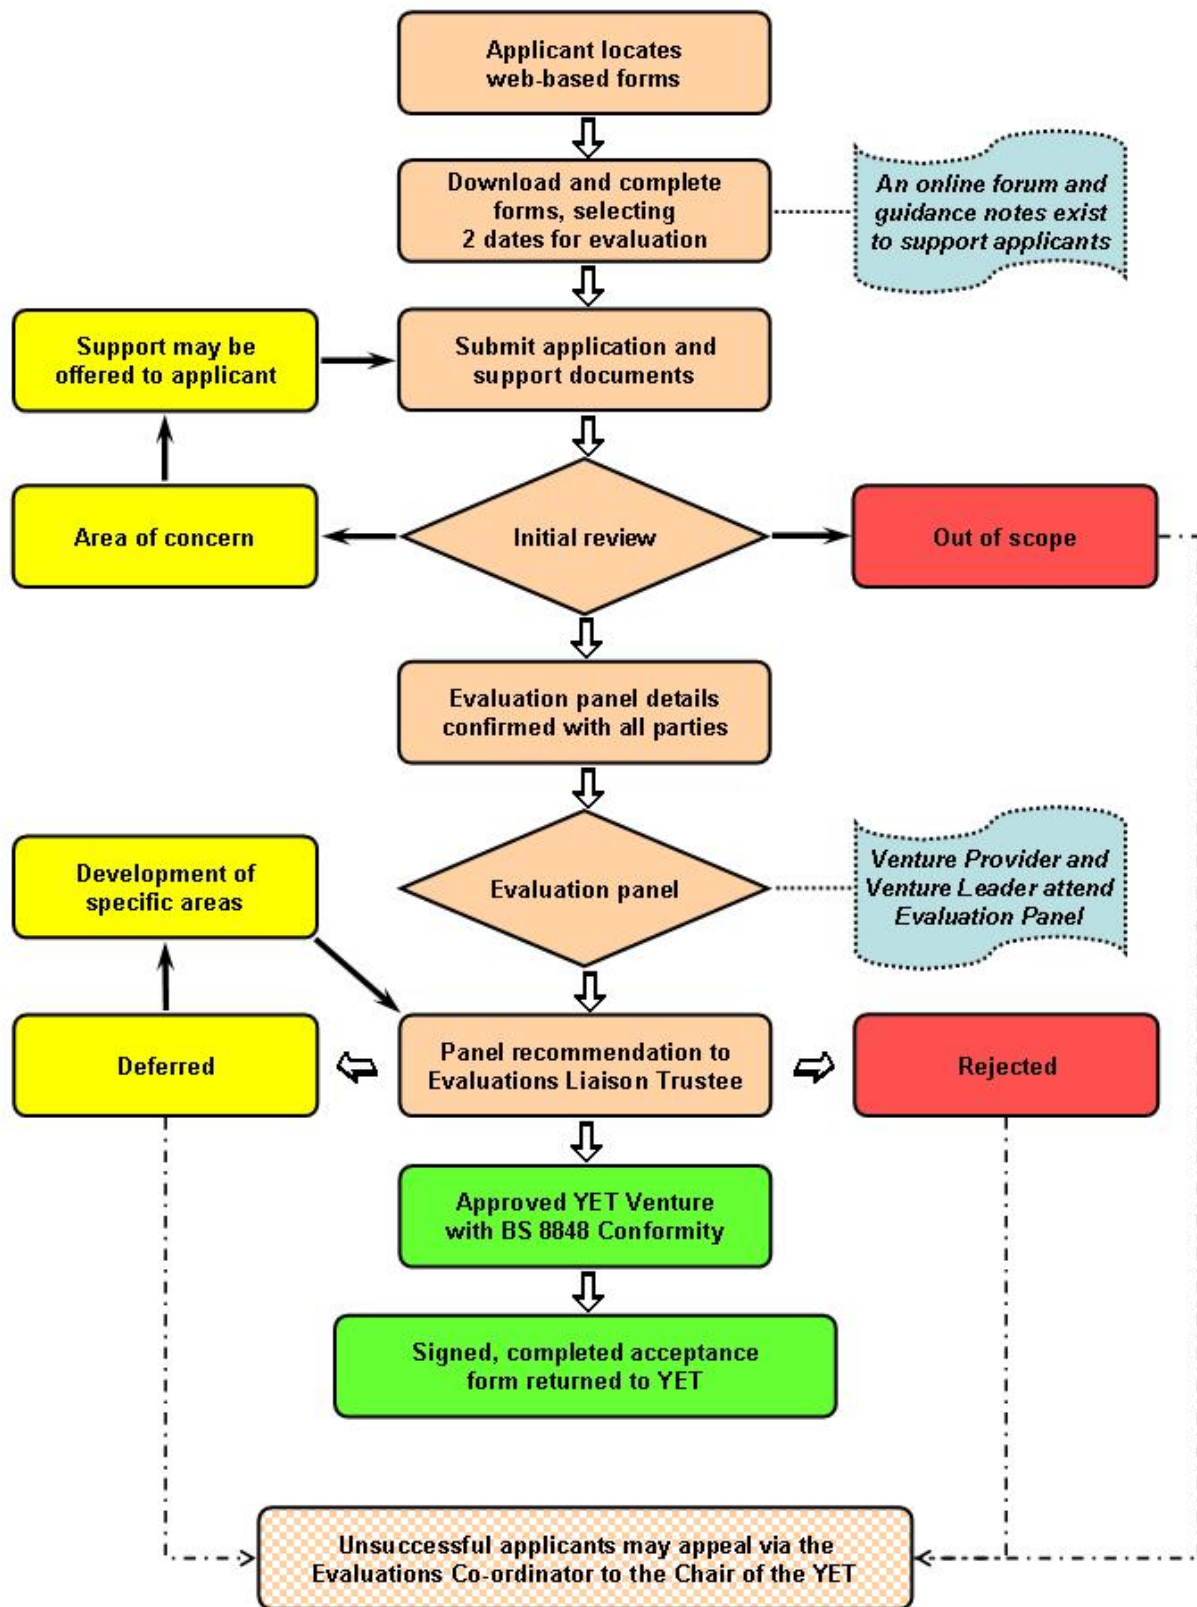 Applicant locates
web-based forms
Download and complete
forms, selecting
2 dates for evaluation
An online forum and
guidance notes exist
to support applicants
Support may be
offered to applicant
Submit application and
support documents
Area of concern
Initial review
Out of scope
Evaluation panel details
confirmed with all parties
Development of
specific areas
Evaluation panel
Venture Provider and
Venture Leader attend
Evaluation Panel
Deferred
Panel recommendation to
Evaluations Liaison Trustee
Rejected
Approved YET Venture
with BS 8848 Conformity
Signed, completed acceptance
form returned to YET
Unsuccessful applicants may appeal via the
Evaluations Co-ordinator to the Chair of the YET